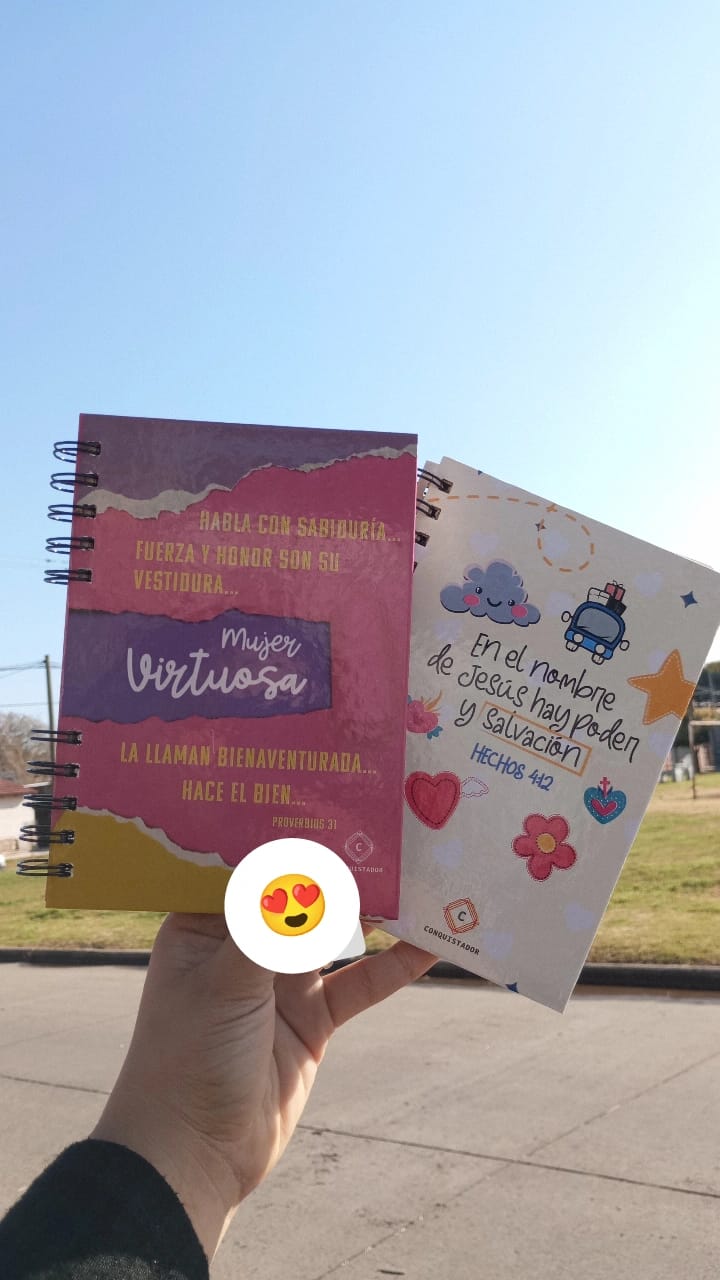 HABLA CON SABIDURÍA...
FUERZA Y HONOR SON SU
VESTIDURA...
Mujer
Virtuosa
LA LLAMAN BIENAVENTURADA...
HACE EL BIEN...
PROVERBIOS 31
C
En el nombre
de Jesús hay poder
y salvación
HECHOS 4:12
C
CONQUISTADOR